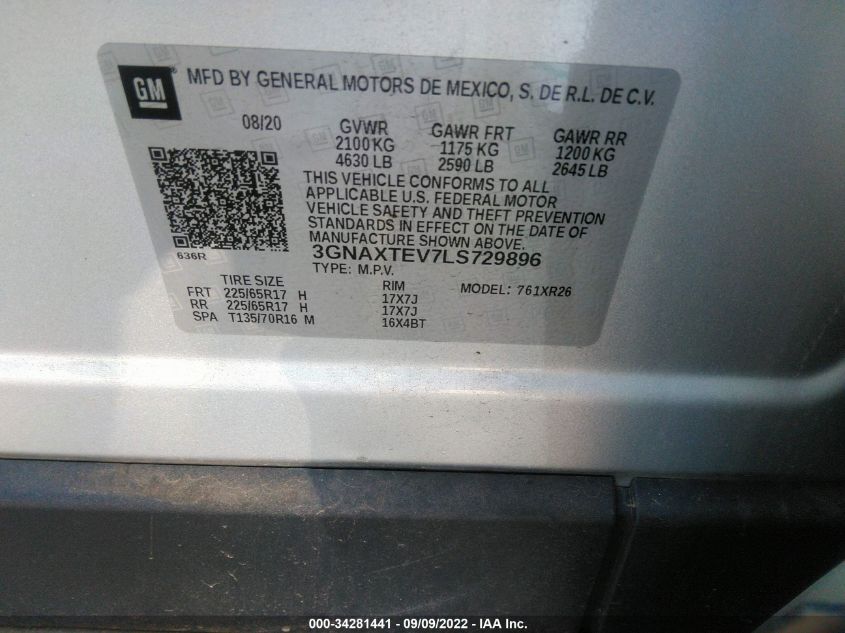 GM
MFD BY GENERAL MOTORS DE MEXICO, S. DE R.L. DE C.V.
08/20 GVWR GAWR FRT GAWR RR
2100 KG 1175 KG 1200 KG
4630 LB 2590 LB 2645 LB
THIS VEHICLE CONFORMS TO ALL
APPLICABLE U.S. FEDERAL MOTOR
VEHICLE SAFETY AND THEFT PREVENTION
STANDARDS IN EFFECT ON THE DATE OF
MANUFACTURE SHOWN ABOVE.
636R
3GNAXTEV7LS729896
TYPE: M.P.V.
TIRE SIZE RIM MODEL: 761XR26
FRT 225/65R17 H 17X7J
RR 225/65R17 H 17X7J
SPA T135/70R16 M 16X4BT
000-34281441 - 09/09/2022 - IAA Inc.